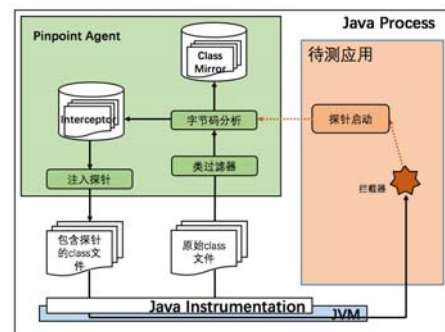 Java Process
Pinpoint Agent
待测应用
Class
Mirror
Interceptor
字节码分析
探针启动
注入探针
类过滤器
拦截器
包含探针
的class文
件
原始class
文件
Java Instrumentation
JVM